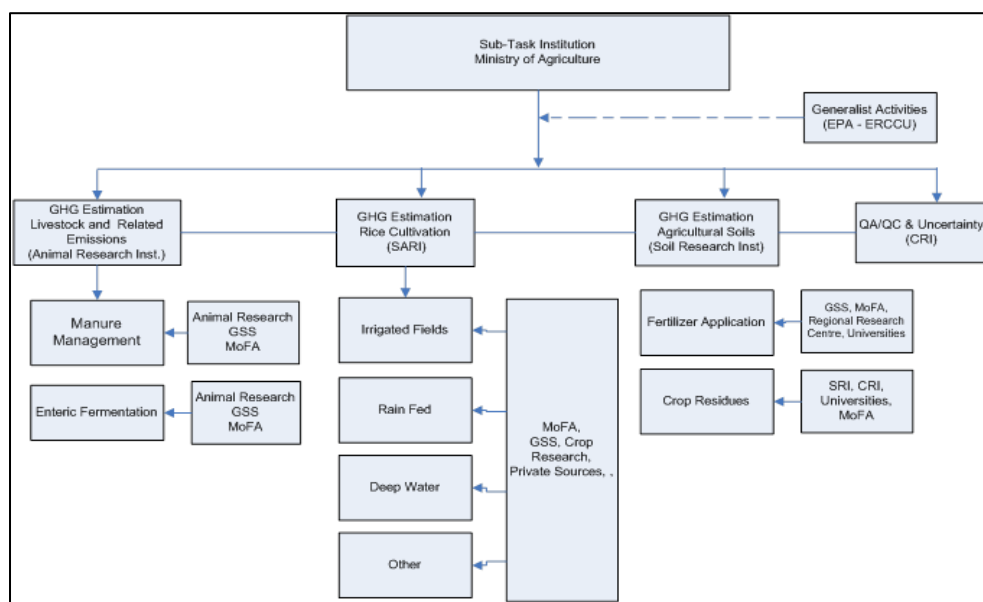 Sub-Task Institution
Ministry of Agriculture
Generalist Activities
(EPA - ERCCU)
GHG Estimation
Livestock and Related
Emissions
(Animal Research Inst.)
GHG Estimation
Rice Cultivation
(SARI)
GHG Estimation
Agricultural Soils
(Soil Research Inst)
QA/QC & Uncertainty
(CRI)
Manure
Management
Animal Research
GSS
MoFA
Enteric Fermentation
Animal Research
GSS
MoFA
Irrigated Fields
Rain Fed
Deep Water
Other
MoFA,
GSS, Crop
Research,
Private Sources, ,
Fertilizer Application
GSS, MoFA,
Regional Research
Centre, Universities
Crop Residues
SRI, CRI,
Universities,
MoFA